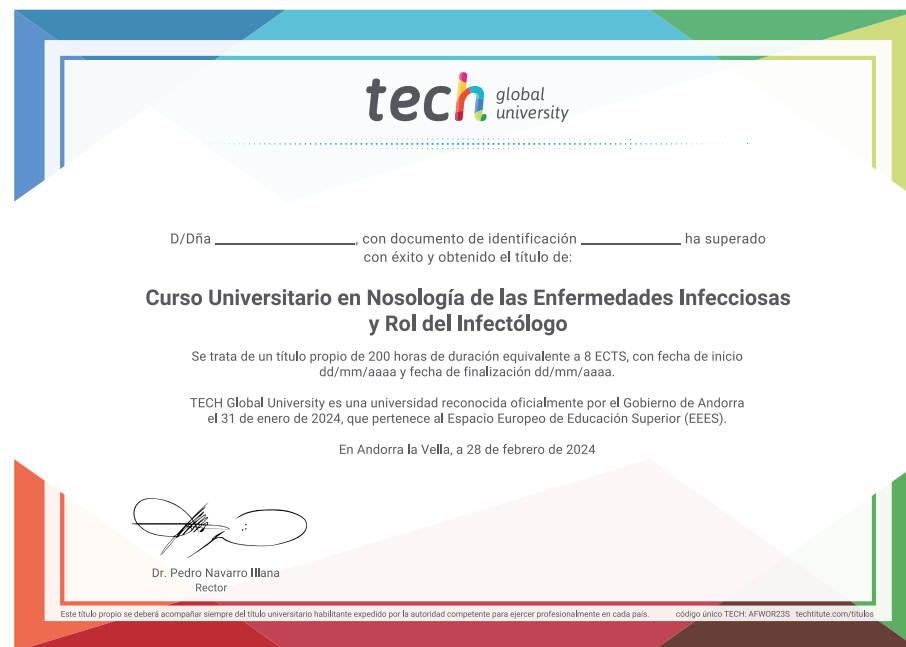 tech global university
D/Dña ______________, con documento de identificación __________ ha superado
con éxito y obtenido el título de:
Curso Universitario en Nosología de las Enfermedades Infecciosas
y Rol del Infectólogo
Se trata de un título propio de 200 horas de duración equivalente a 8 ECTS, con fecha de inicio
dd/mm/aaaa y fecha de finalización dd/mm/aaaa.
TECH Global University es una universidad reconocida oficialmente por el Gobierno de Andorra
el 31 de enero de 2024, que pertenece al Espacio Europeo de Educación Superior (EEES).
En Andorra la Vella, a 28 de febrero de 2024
Dr. Pedro Navarro Illana
Rector
Este título propio se deberá acompañar siempre del título universitario habilitante expedido por la autoridad competente para ejercer profesionalmente en cada país. código único TECH: AFWOR23S techtitute.com/titulos